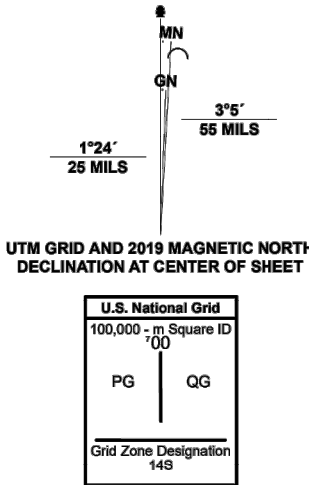 MN
GN
3°5´
55 MILS
1°24´
25 MILS
UTM GRID AND 2019 MAGNETIC NORTH
DECLINATION AT CENTER OF SHEET
U.S. National Grid
100,000 - m Square ID
⁷00
PG QG
Grid Zone Designation
14S